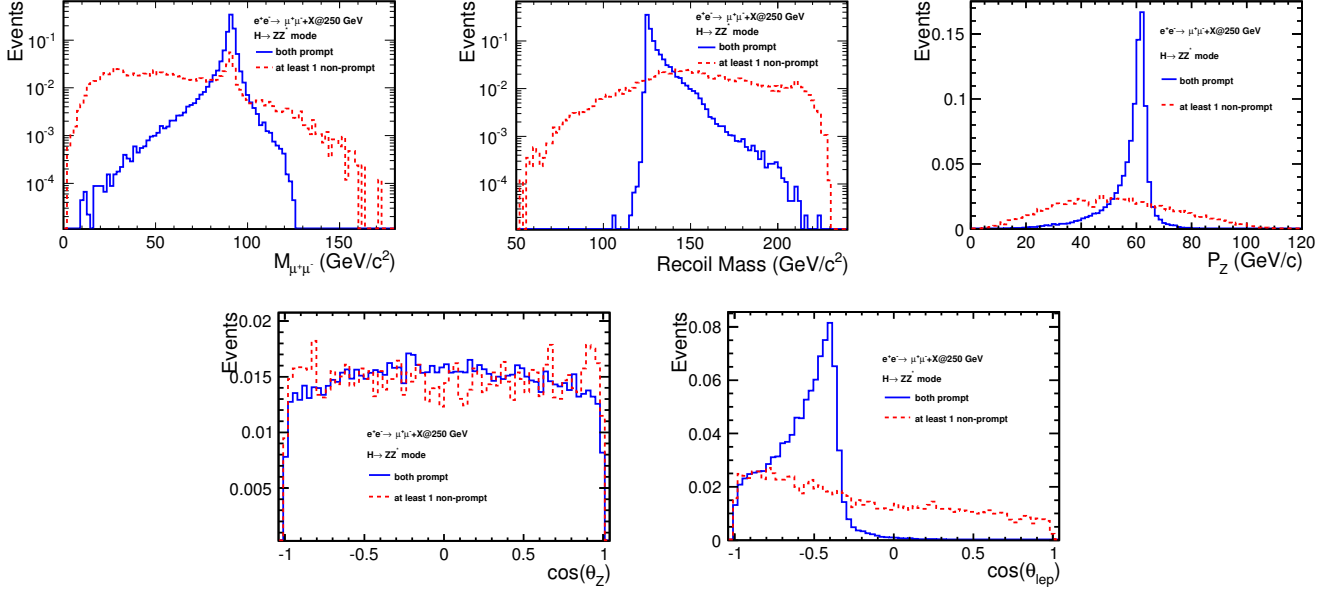 Events
10⁻¹
10⁻²
10⁻³
10⁻⁴
e⁺e⁻→ μ⁺μ⁻+X@250 GeV
H→ZZ* mode
both prompt
at least 1 non-prompt
0 50 100 150
M_μ⁺μ⁻ (GeV/c²)
Events
10⁻¹
10⁻²
10⁻³
10⁻⁴
e⁺e⁻→ μ⁺μ⁻+X@250 GeV
H→ZZ* mode
both prompt
at least 1 non-prompt
50 100 150 200
Recoil Mass (GeV/c²)
Events
0.15
0.1
0.05
0
e⁺e⁻→ μ⁺μ⁻+X@250 GeV
H→ZZ* mode
both prompt
at least 1 non-prompt
0 20 40 60 80 100 120
P_Z (GeV/c)
Events
0.02
0.015
0.01
0.005
e⁺e⁻→ μ⁺μ⁻+X@250 GeV
H→ZZ* mode
both prompt
at least 1 non-prompt
-1 -0.5 0 0.5 1
cos(θ_Z)
Events
0.08
0.06
0.04
0.02
0
e⁺e⁻→ μ⁺μ⁻+X@250 GeV
H→ZZ* mode
both prompt
at least 1 non-prompt
-1 -0.5 0 0.5 1
cos(θ_lep)